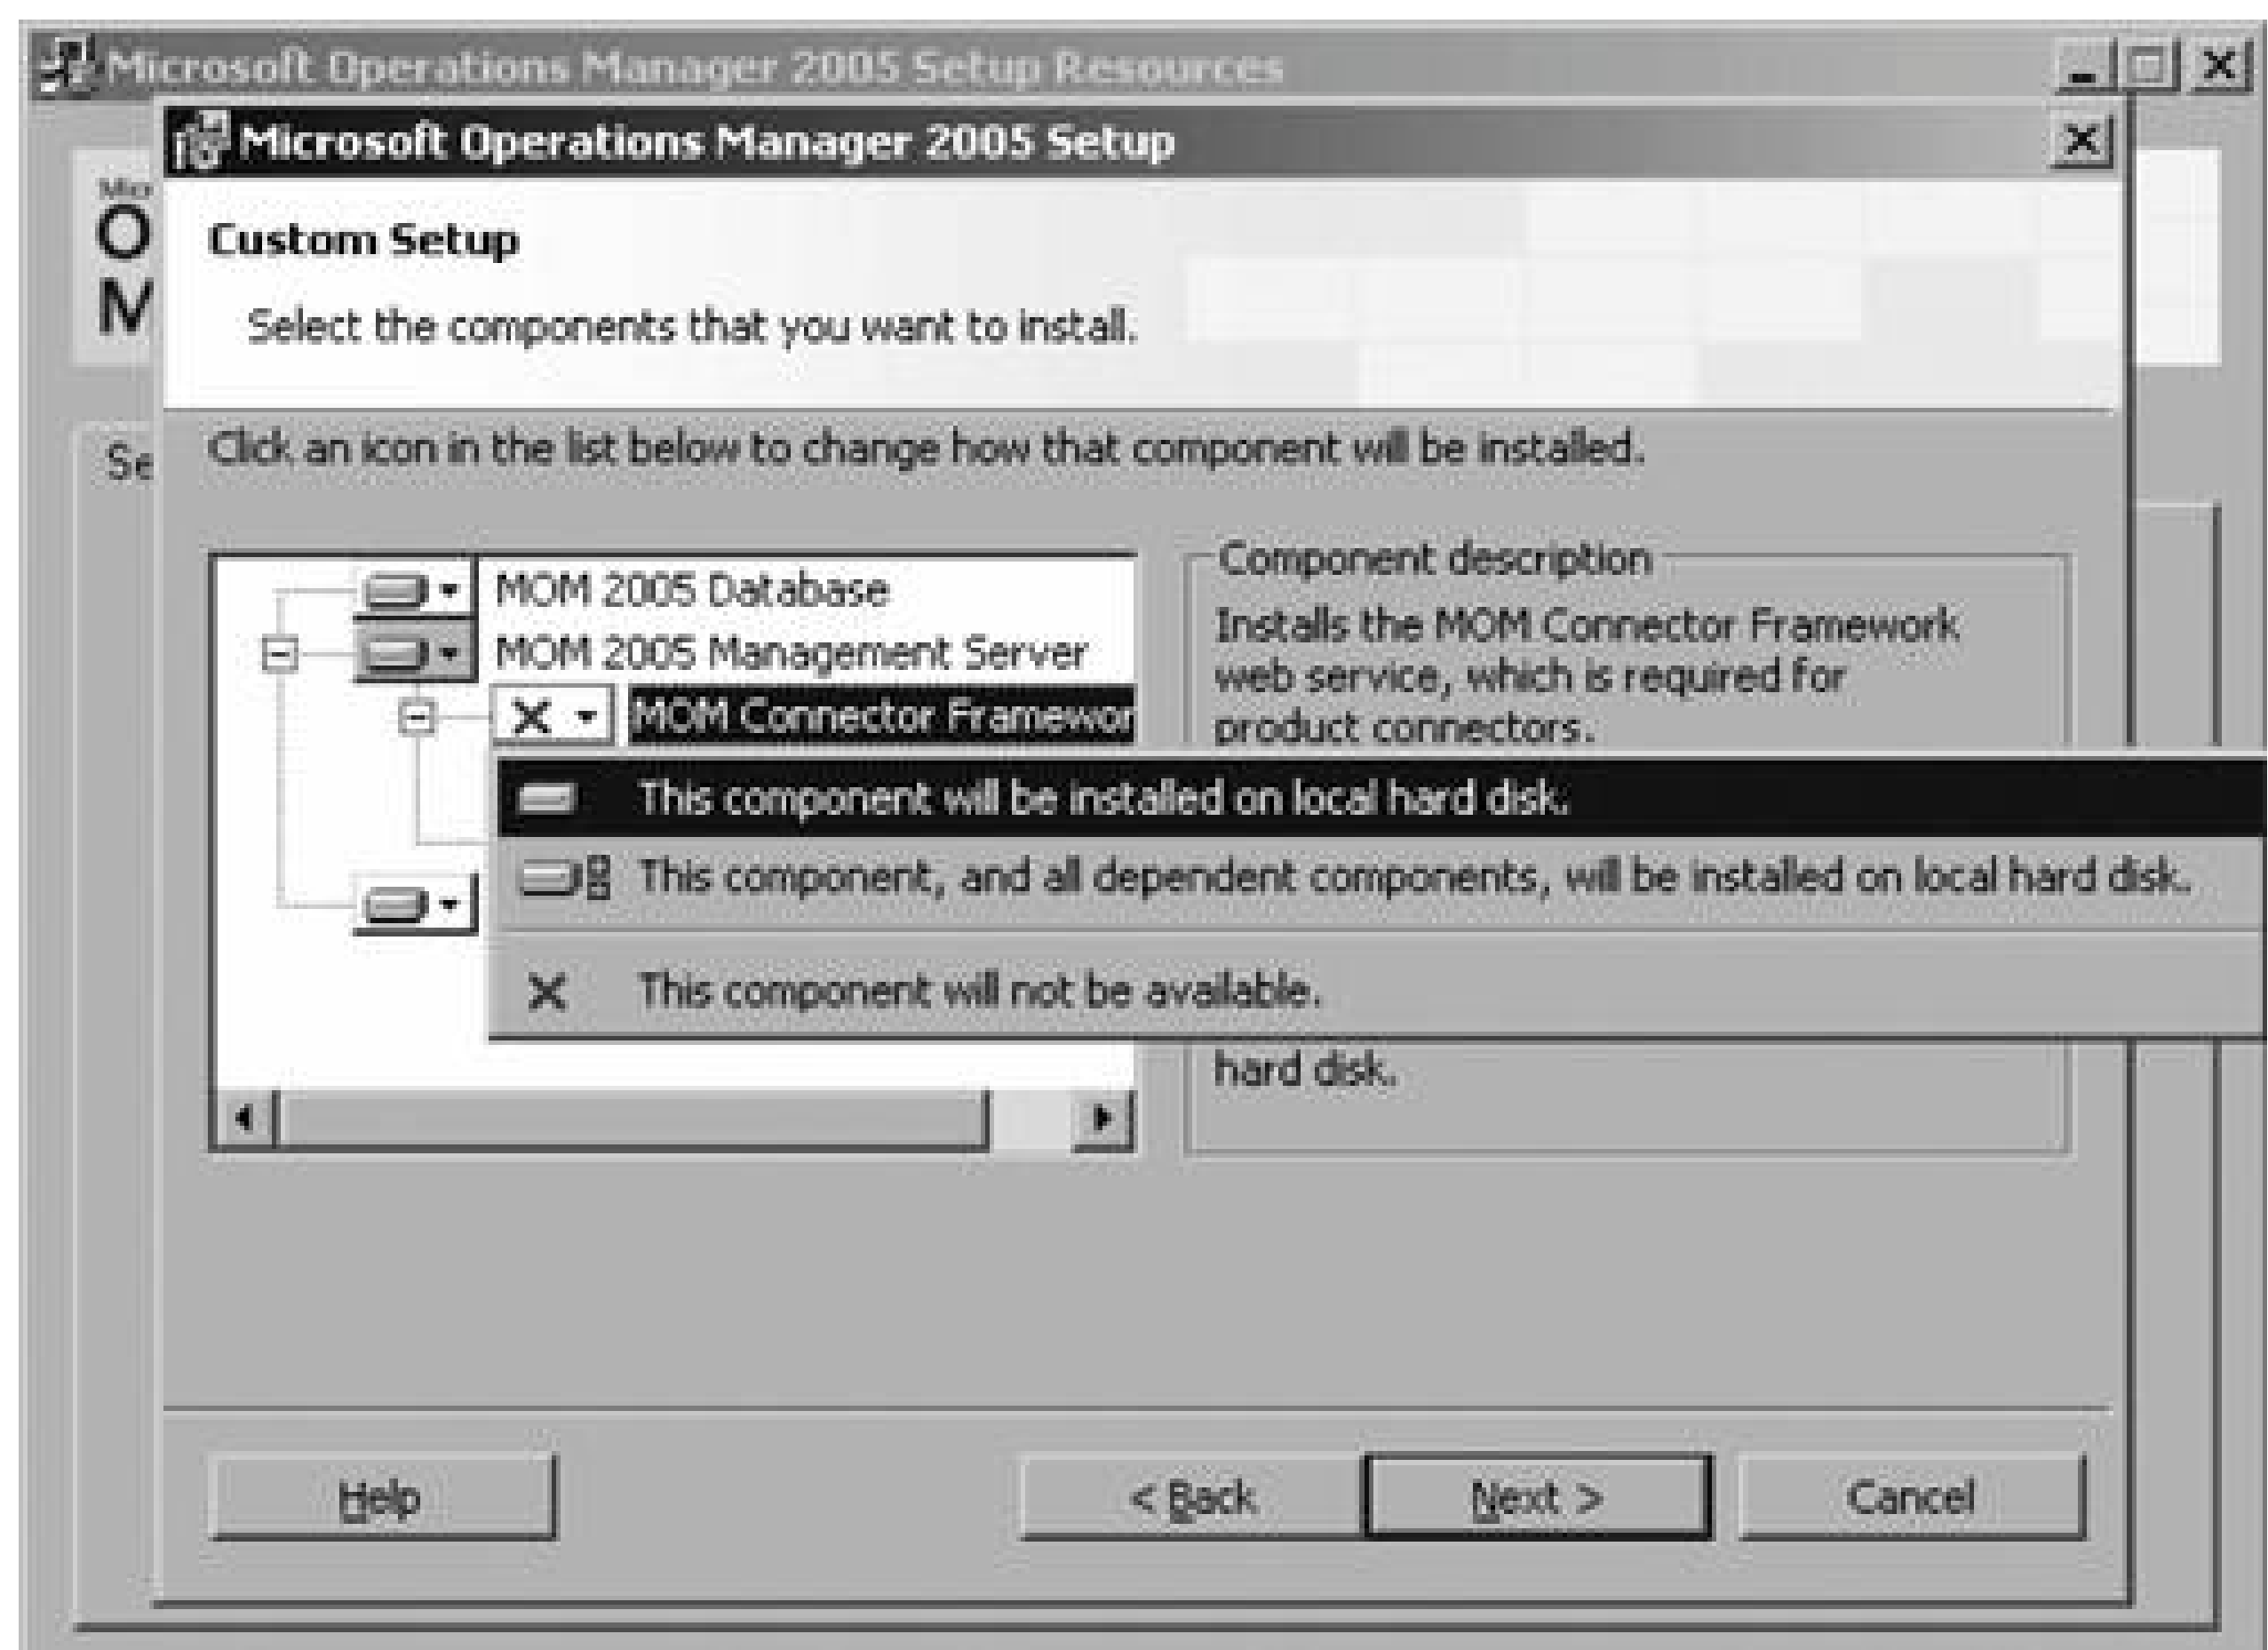 Microsoft Operations Manager 2005 Setup Resources
Microsoft Operations Manager 2005 Setup
O
M
Custom Setup
Select the components that you want to install.
Se
Click an icon in the list below to change how that component will be installed.
MOM 2005 Database
MOM 2005 Management Server
MOM Connector Framewor
Component description
Installs the MOM Connector Framework
web service, which is required for
product connectors.
This component will be installed on local hard disk.
This component, and all dependent components, will be installed on local hard disk.
This component will not be available.
hard disk.
Help
< Back
Next >
Cancel